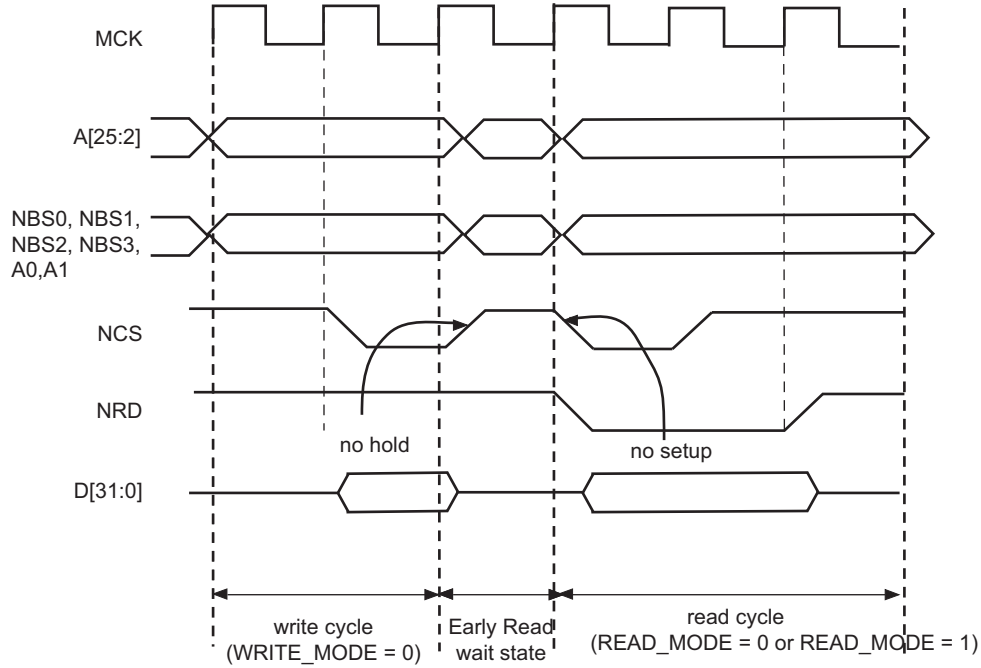 MCK
A[25:2]
NBS0, NBS1,
NBS2, NBS3,
A0,A1
NCS
NRD
no hold
no setup
D[31:0]
write cycle
(WRITE_MODE = 0)
Early Read
wait state
read cycle
(READ_MODE = 0 or READ_MODE = 1)